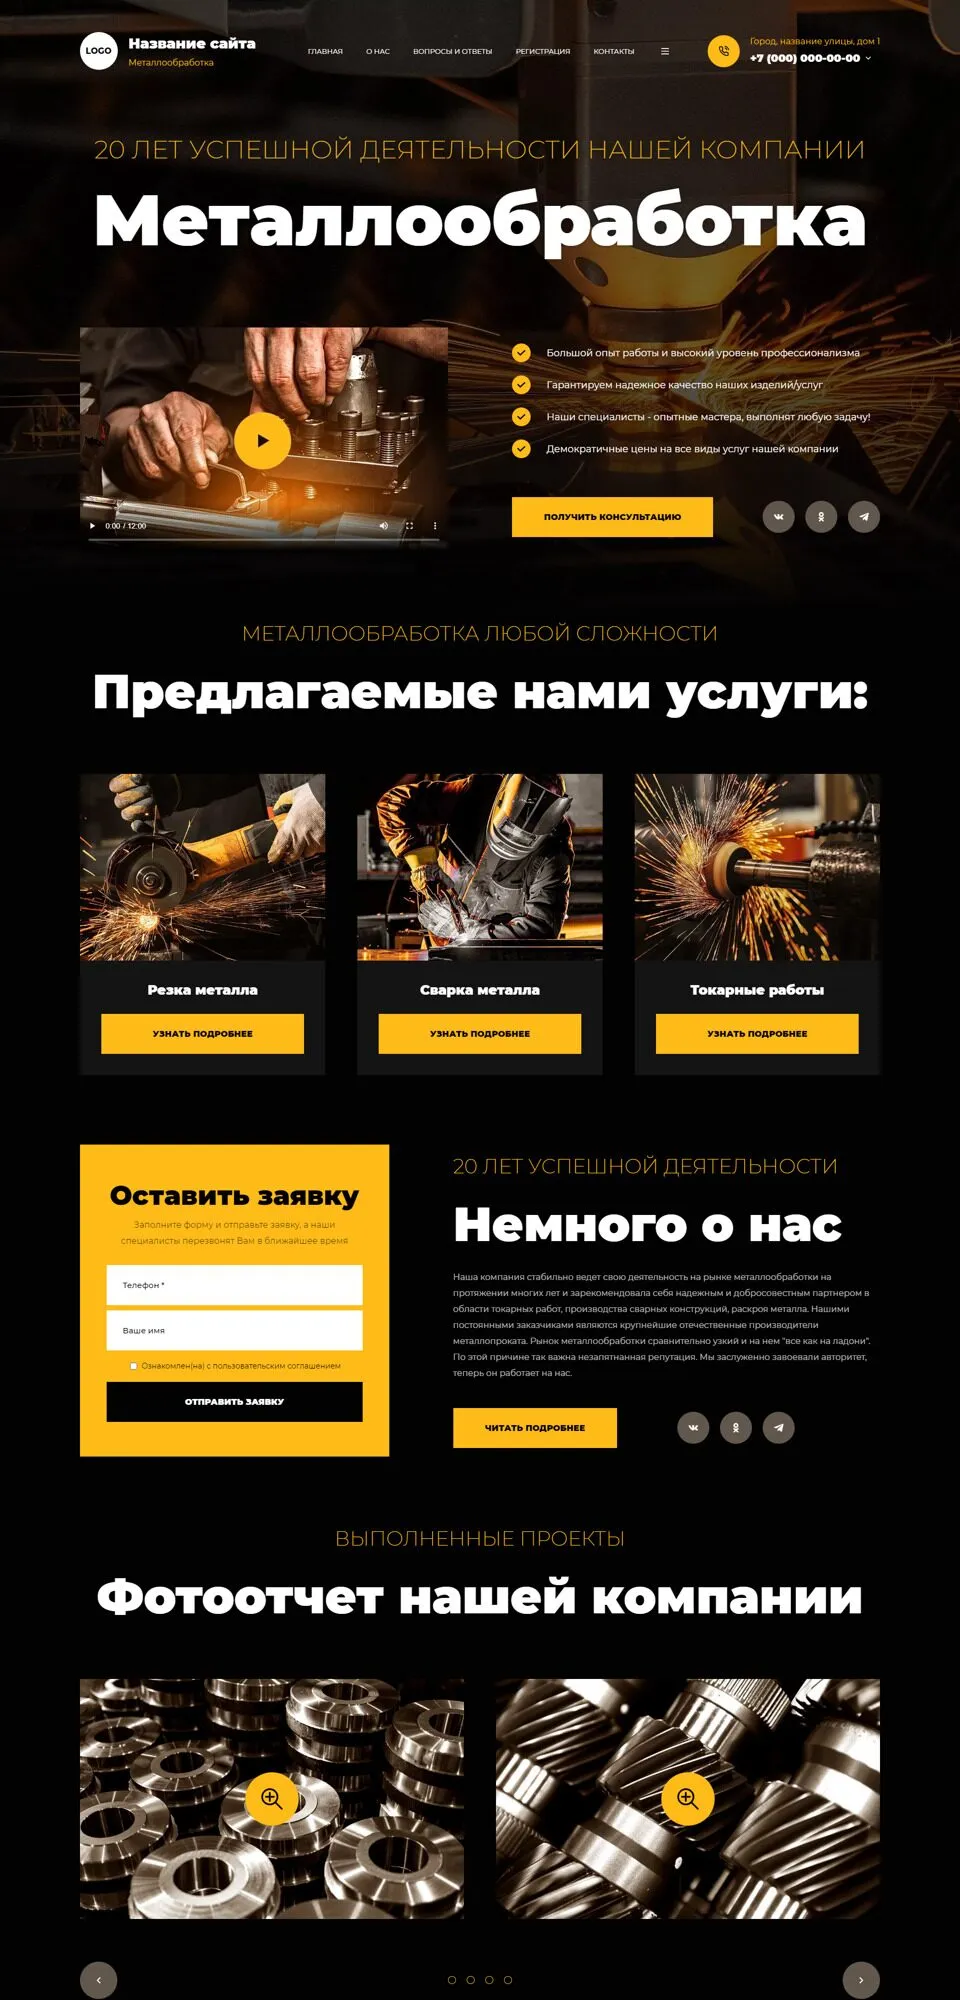 LOGO
Название сайта
Металлообработка
ГЛАВНАЯ О НАС ВОПРОСЫ И ОТВЕТЫ РЕГИСТРАЦИЯ КОНТАКТЫ
Город, название улицы, дом 1
+7 (000) 000-00-00
20 ЛЕТ УСПЕШНОЙ ДЕЯТЕЛЬНОСТИ НАШЕЙ КОМПАНИИ
Металлообработка
0:00 / 12:00
Большой опыт работы и высокий уровень профессионализма
Гарантируем надежное качество наших изделий/услуг
Наши специалисты - опытные мастера, выполнят любую задачу!
Демократичные цены на все виды услуг нашей компании
ПОЛУЧИТЬ КОНСУЛЬТАЦИЮ
МЕТАЛЛООБРАБОТКА ЛЮБОЙ СЛОЖНОСТИ
Предлагаемые нами услуги:
Резка металла
УЗНАТЬ ПОДРОБНЕЕ
Сварка металла
УЗНАТЬ ПОДРОБНЕЕ
Токарные работы
УЗНАТЬ ПОДРОБНЕЕ
Оставить заявку
Заполните форму и отправьте заявку, а наши
специалисты перезвонят Вам в ближайшее время
Телефон *
Ваше имя
Ознакомлен(на) с пользовательским соглашением
ОТПРАВИТЬ ЗАЯВКУ
20 ЛЕТ УСПЕШНОЙ ДЕЯТЕЛЬНОСТИ
Немного о нас
Наша компания стабильно ведет свою деятельность на рынке металлообработки на
протяжении многих лет и зарекомендовала себя надежным и добросовестным партнером в
области токарных работ, производства сварных конструкций, раскроя металла. Нашими
постоянными заказчиками являются крупнейшие отечественные производители
металлопроката. Рынок металлообработки сравнительно узкий и на нем "все как на ладони".
По этой причине так важна незапятнанная репутация. Мы заслуженно завоевали авторитет,
теперь он работает на нас.
ЧИТАТЬ ПОДРОБНЕЕ
ВЫПОЛНЕННЫЕ ПРОЕКТЫ
Фотоотчет нашей компании